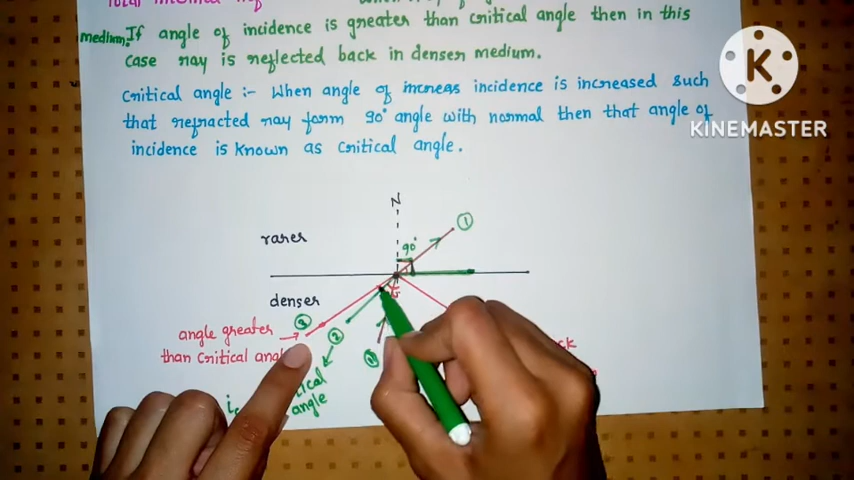 Total internal
medium. If angle of incidence is greater than critical angle then in this
case ray is reflected back in denser medium.
critical angle :- When angle of increas incidence is increased such
that refracted ray form 90° angle with normal then that angle of
incidence is known as critical angle.
K
KINEMASTER
N
rarer
90°
①
denser
angle greater
than critical
③
②
angle